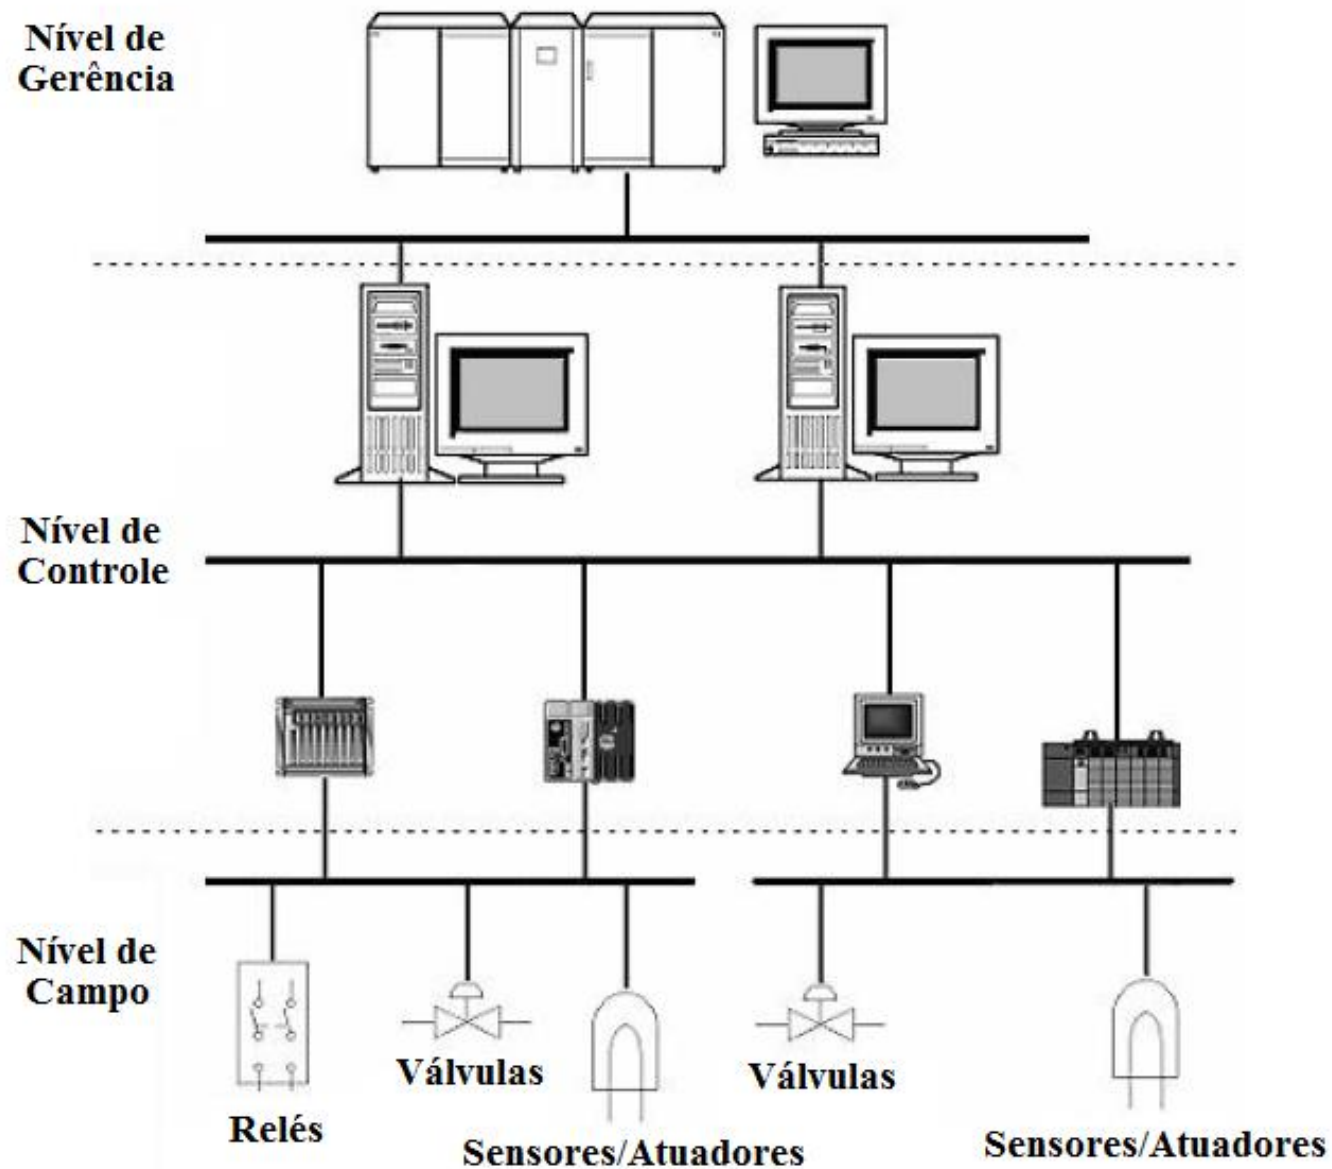 Nível de
Gerência
Nível de
Controle
Nível de
Campo
Relés
Válvulas
Sensores/Atuadores
Válvulas
Sensores/Atuadores